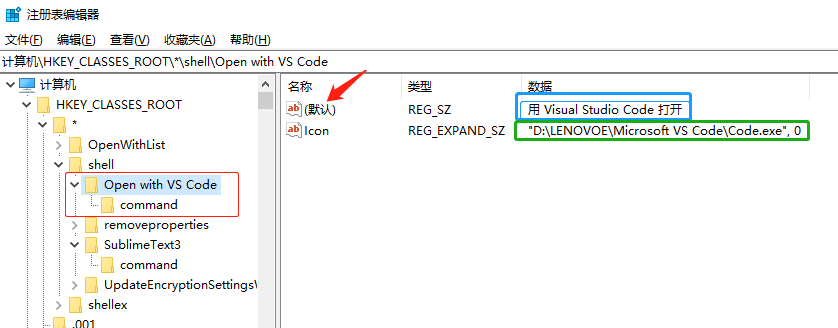 注册表编辑器
文件(F) 编辑(E) 查看(V) 收藏夹(A) 帮助(H)
计算机\HKEY_CLASSES_ROOT\*\shell\Open with VS Code
计算机
HKEY_CLASSES_ROOT
*
OpenWithList
shell
Open with VS Code
command
removeproperties
SublimeText3
command
UpdateEncryptionSettings
shellex
.001
名称 类型 数据
(默认) REG_SZ 用 Visual Studio Code 打开
Icon REG_EXPAND_SZ "D:\LENOVOE\Microsoft VS Code\Code.exe", 0